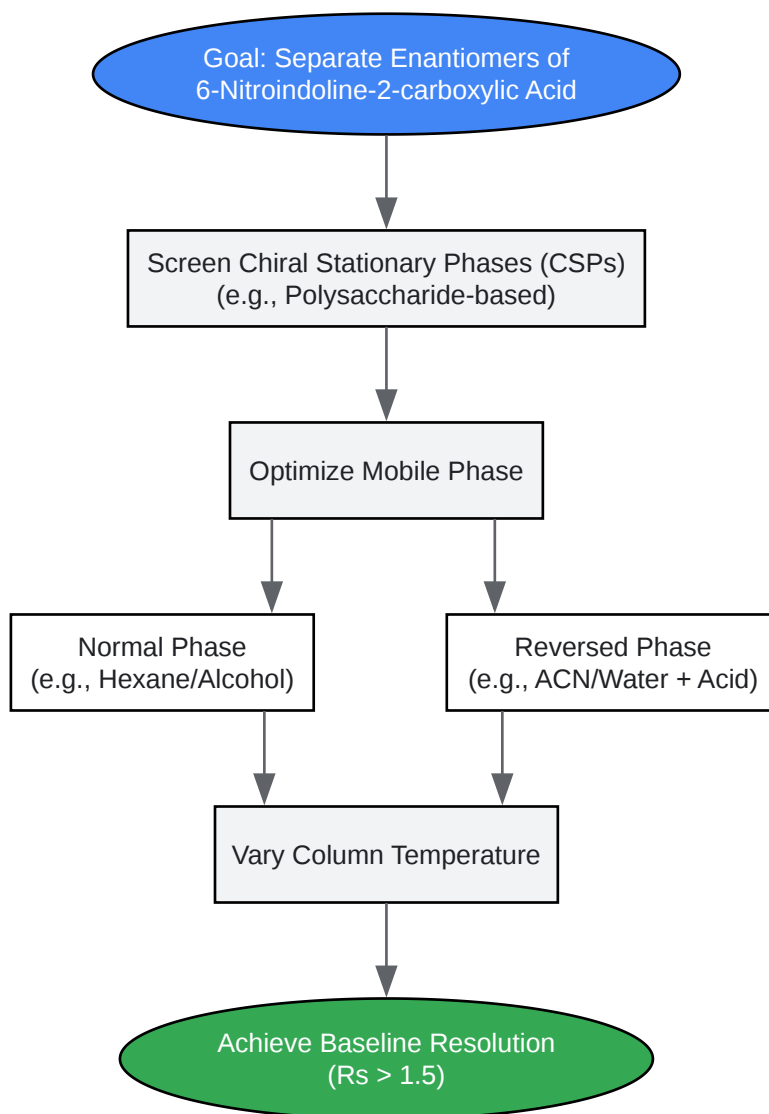 Goal: Separate Enantiomers of
6-Nitroindoline-2-carboxylic Acid
Screen Chiral Stationary Phases (CSPs)
(e.g., Polysaccharide-based)
Optimize Mobile Phase
Normal Phase
(e.g., Hexane/Alcohol)
Reversed Phase
(e.g., ACN/Water + Acid)
Vary Column Temperature
Achieve Baseline Resolution
(Rs > 1.5)